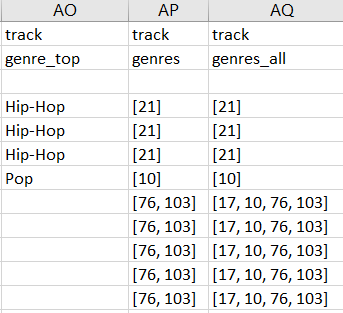 AO AP AQ
track track track
genre_top genres genres_all
Hip-Hop [21] [21]
Hip-Hop [21] [21]
Hip-Hop [21] [21]
Pop [10] [10]
[76, 103] [17, 10, 76, 103]
[76, 103] [17, 10, 76, 103]
[76, 103] [17, 10, 76, 103]
[76, 103] [17, 10, 76, 103]
[76, 103] [17, 10, 76, 103]